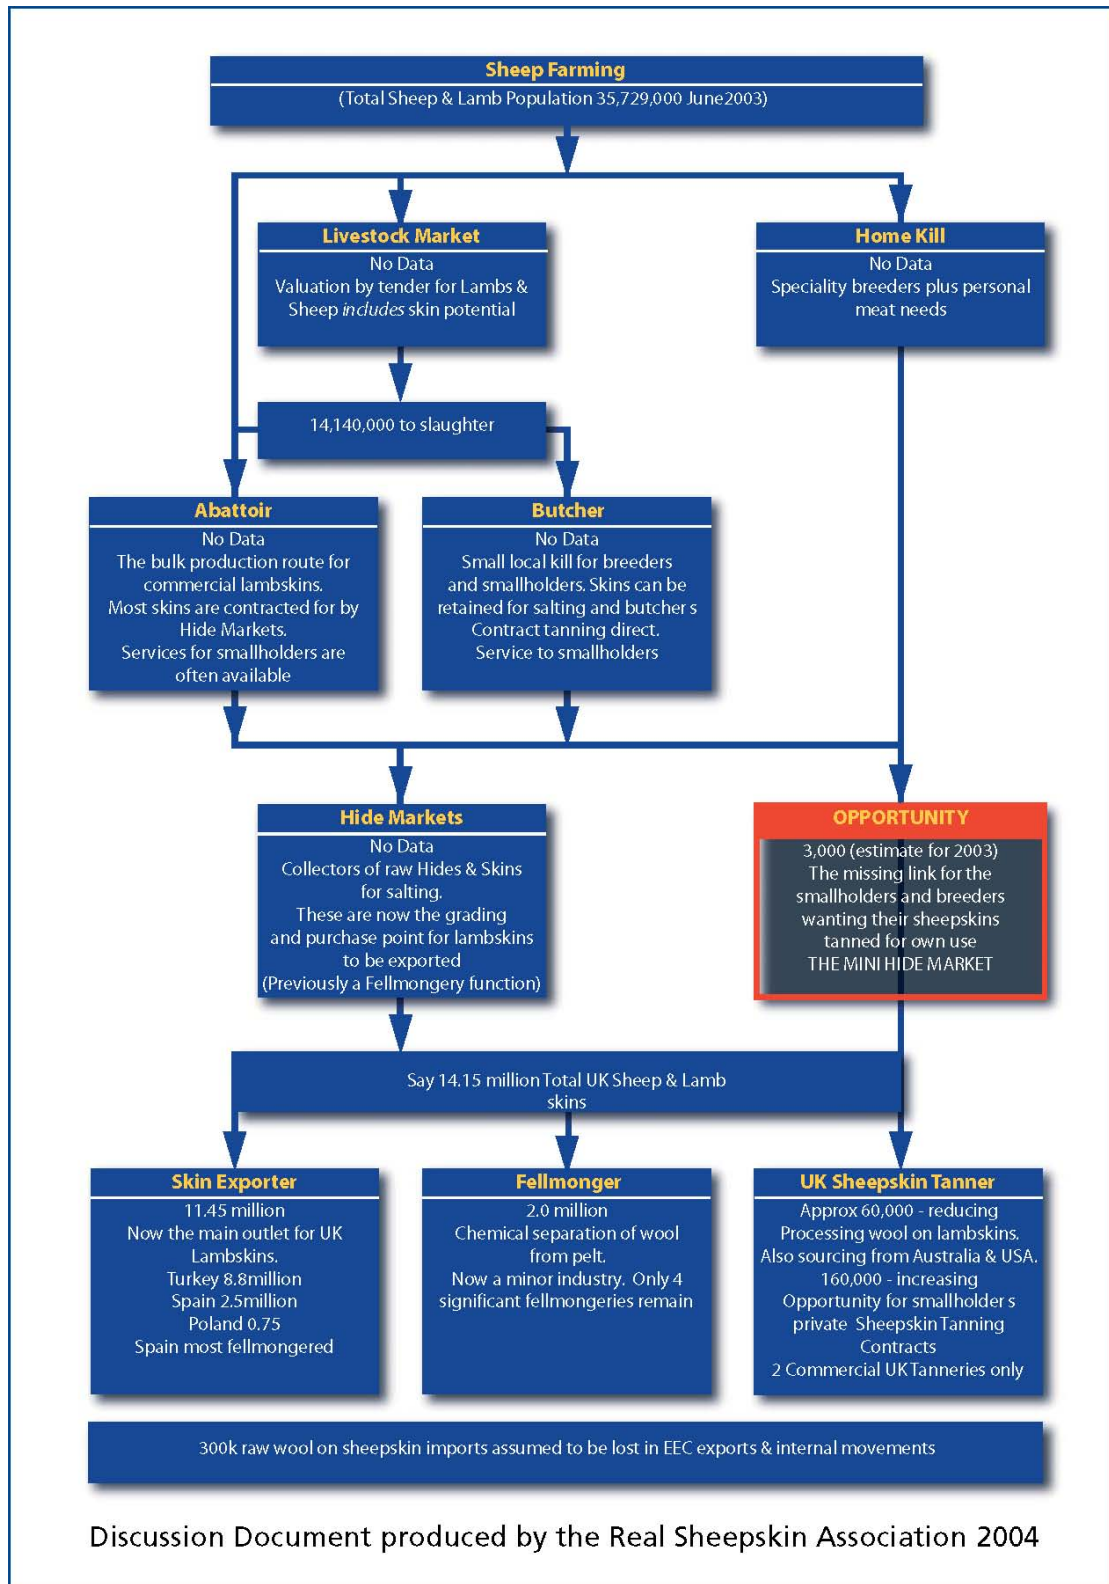 Sheep Farming
(Total Sheep & Lamb Population 35,729,000 June2003)
Livestock Market
No Data
Valuation by tender for Lambs &
Sheep includes skin potential
Home Kill
No Data
Speciality breeders plus personal
meat needs
14,140,000 to slaughter
Abattoir
No Data
The bulk production route for
commercial lambskins.
Most skins are contracted for by
Hide Markets.
Services for smallholders are
often available
Butcher
No Data
Small local kill for breeders
and smallholders. Skins can be
retained for salting and butcher s
Contract tanning direct.
Service to smallholders
Hide Markets
No Data
Collectors of raw Hides & Skins
for salting.
These are now the grading
and purchase point for lambskins
to be exported
(Previously a Fellmongery function)
OPPORTUNITY
3,000 (estimate for 2003)
The missing link for the
smallholders and breeders
wanting their sheepskins
tanned for own use
THE MINI HIDE MARKET
Say 14.15 million Total UK Sheep & Lamb
skins
Skin Exporter
11.45 million
Now the main outlet for UK
Lambskins.
Turkey 8.8million
Spain 2.5million
Poland 0.75
Spain most fellmongered
Fellmonger
2.0 million
Chemical separation of wool
from pelt.
Now a minor industry. Only 4
significant fellmongeries remain
UK Sheepskin Tanner
Approx 60,000 - reducing
Processing wool on lambskins.
Also sourcing from Australia & USA.
160,000 - increasing
Opportunity for smallholder s
private Sheepskin Tanning
Contracts
2 Commercial UK Tanneries only
300k raw wool on sheepskin imports assumed to be lost in EEC exports & internal movements
Discussion Document produced by the Real Sheepskin Association 2004